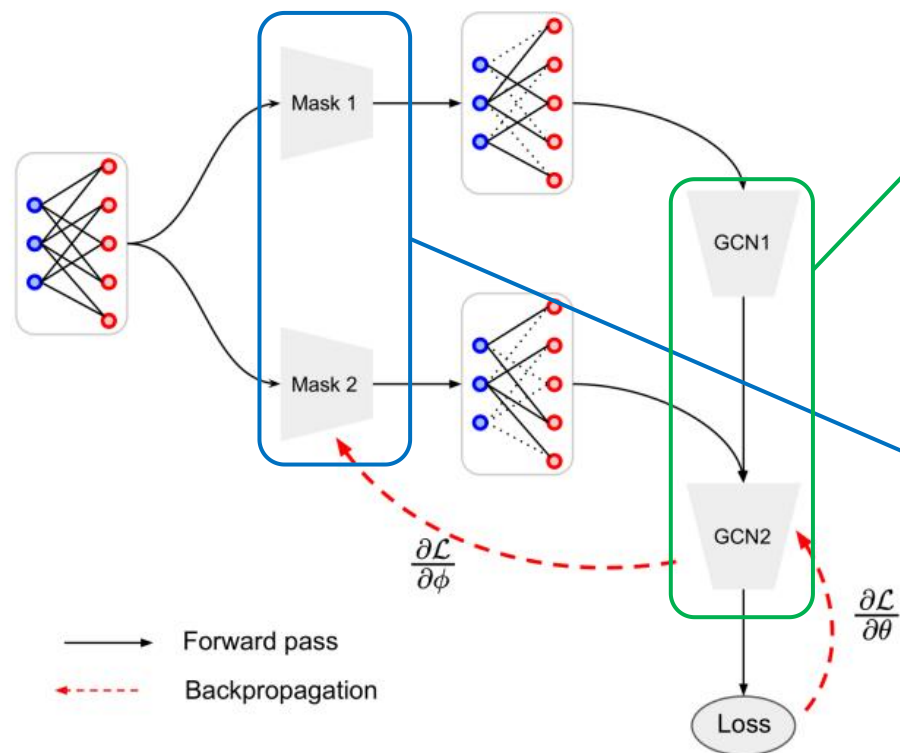 Mask 1
GCN1
Mask 2
GCN2
∂ℒ/∂ϕ
∂ℒ/∂θ
Forward pass
Backpropagation
Loss